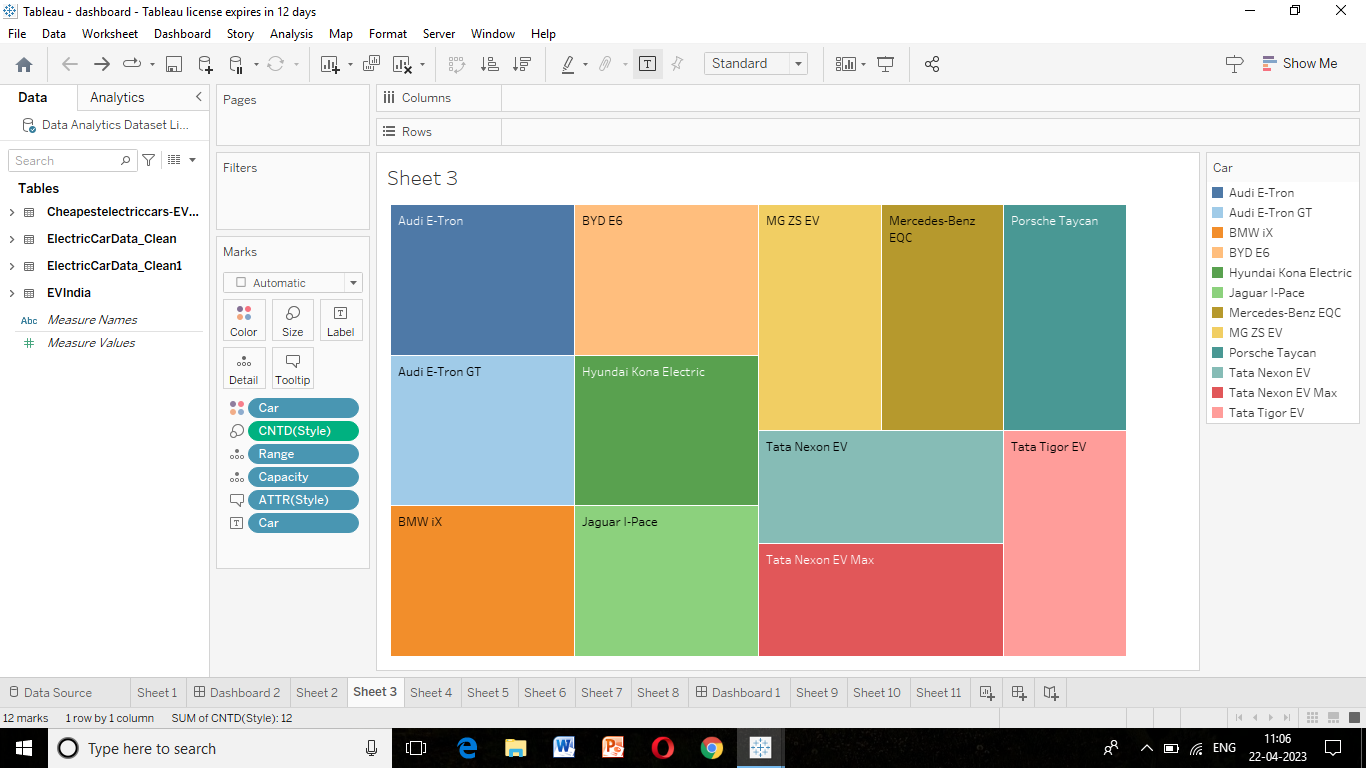 Tableau - dashboard - Tableau license expires in 12 days
File Data Worksheet Dashboard Story Analysis Map Format Server Window Help
Standard
Show Me
Data Analytics
Data Analytics Dataset Li...
Search
Tables
Cheapestelectriccars-EV...
ElectricCarData_Clean
ElectricCarData_Clean1
EVIndia
Abc Measure Names
# Measure Values
Pages
Filters
Marks
Automatic
Color Size T Label
Detail Tooltip
Car
CNTD(Style)
Range
Capacity
ATTR(Style)
T Car
Columns
Rows
Sheet 3
Audi E-Tron
BYD E6
MG ZS EV
Mercedes-Benz
EQC
Porsche Taycan
Audi E-Tron GT
Hyundai Kona Electric
Tata Nexon EV
Tata Tigor EV
BMW iX
Jaguar I-Pace
Tata Nexon EV Max
Car
Audi E-Tron
Audi E-Tron GT
BMW iX
BYD E6
Hyundai Kona Electric
Jaguar I-Pace
Mercedes-Benz EQC
MG ZS EV
Porsche Taycan
Tata Nexon EV
Tata Nexon EV Max
Tata Tigor EV
Data Source Sheet 1 Dashboard 2 Sheet 2 Sheet 3 Sheet 4 Sheet 5 Sheet 6 Sheet 7 Sheet 8 Dashboard 1 Sheet 9 Sheet 10 Sheet 11
12 marks 1 row by 1 column SUM of CNTD(Style): 12
Type here to search
ENG
11:06
22-04-2023